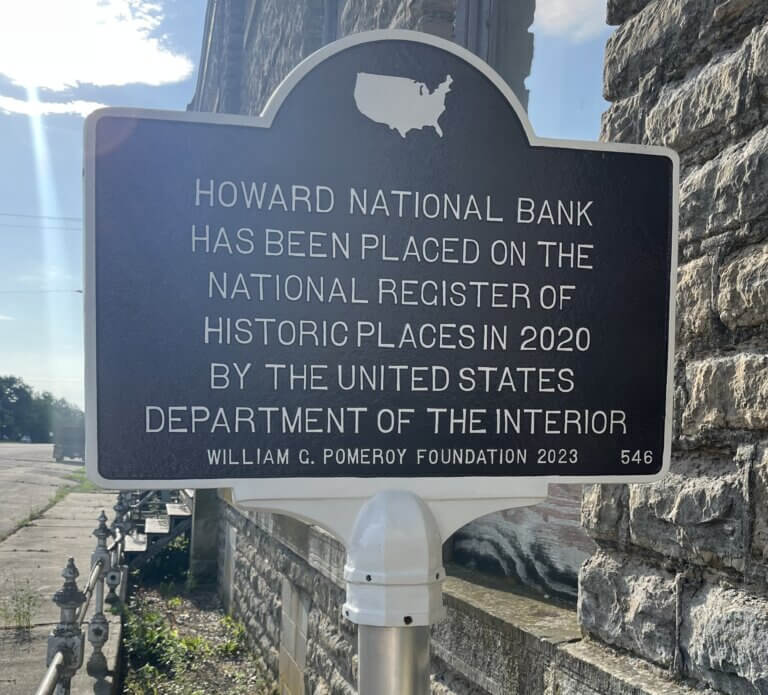 HOWARD NATIONAL BANK
HAS BEEN PLACED ON THE
NATIONAL REGISTER OF
HISTORIC PLACES IN 2020
BY THE UNITED STATES
DEPARTMENT OF THE INTERIOR
WILLIAM G. POMEROY FOUNDATION 2023 546